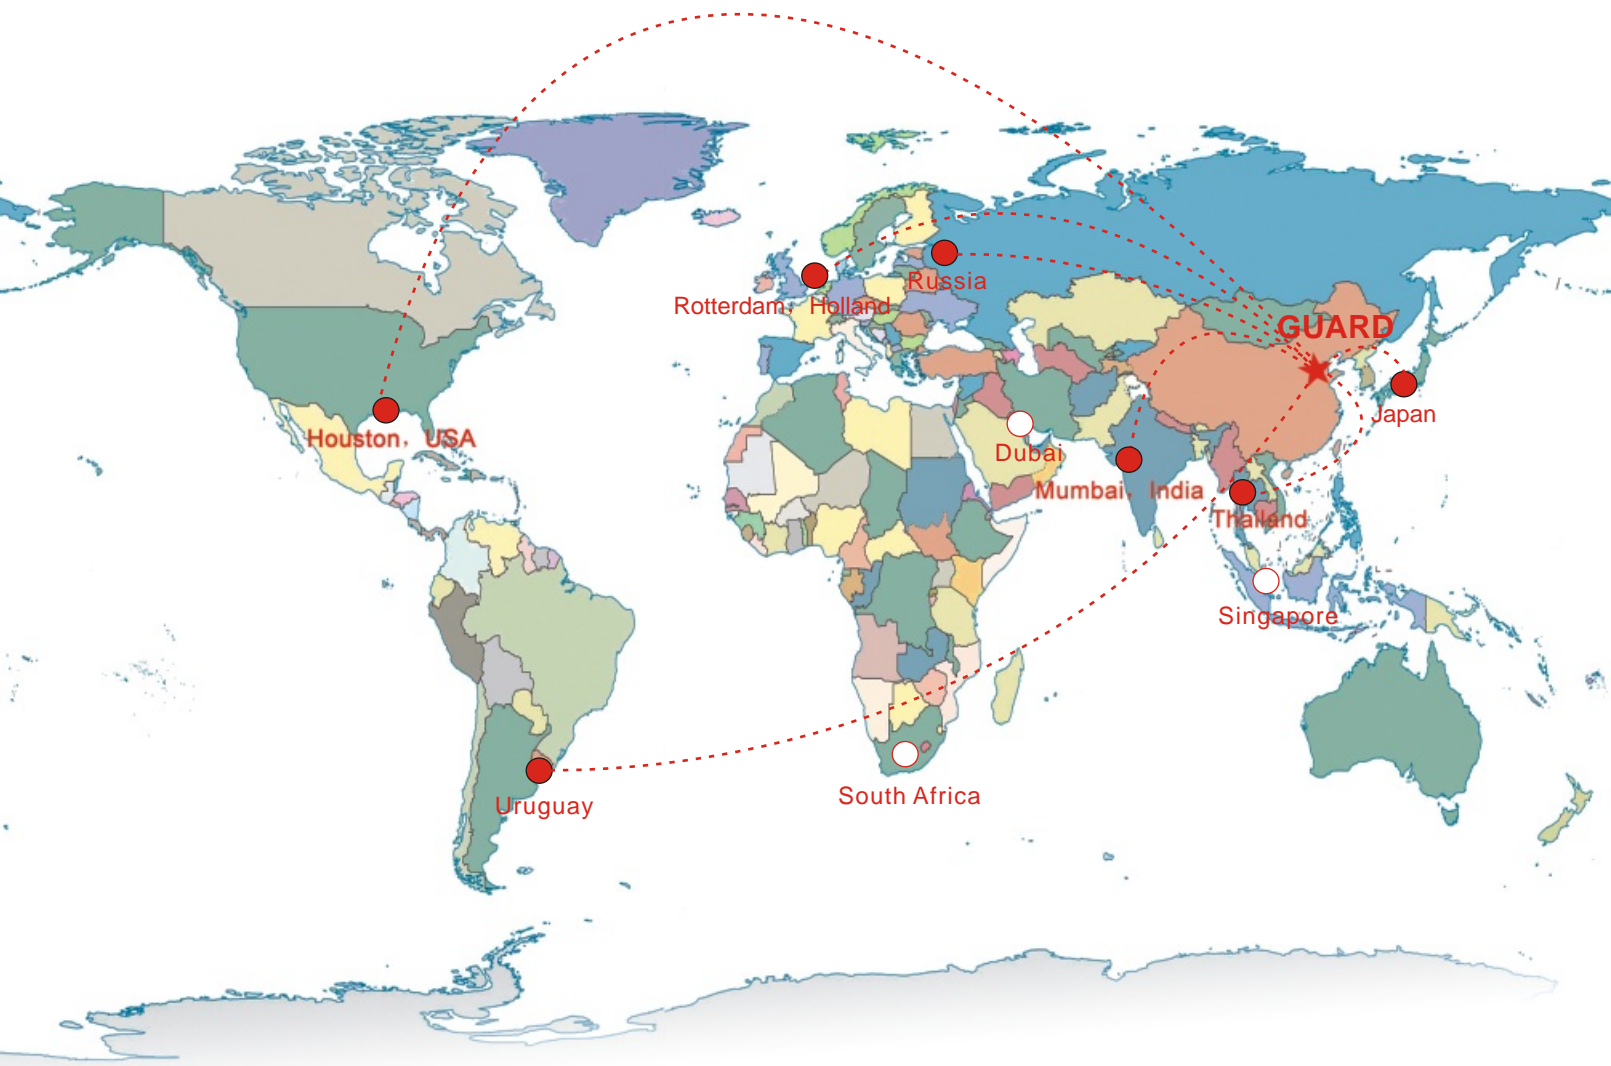 Russia
Rotterdam, Holland
GUARD
Japan
Houston, USA
Dubai
Mumbai, India
Thailand
Singapore
South Africa
Uruguay